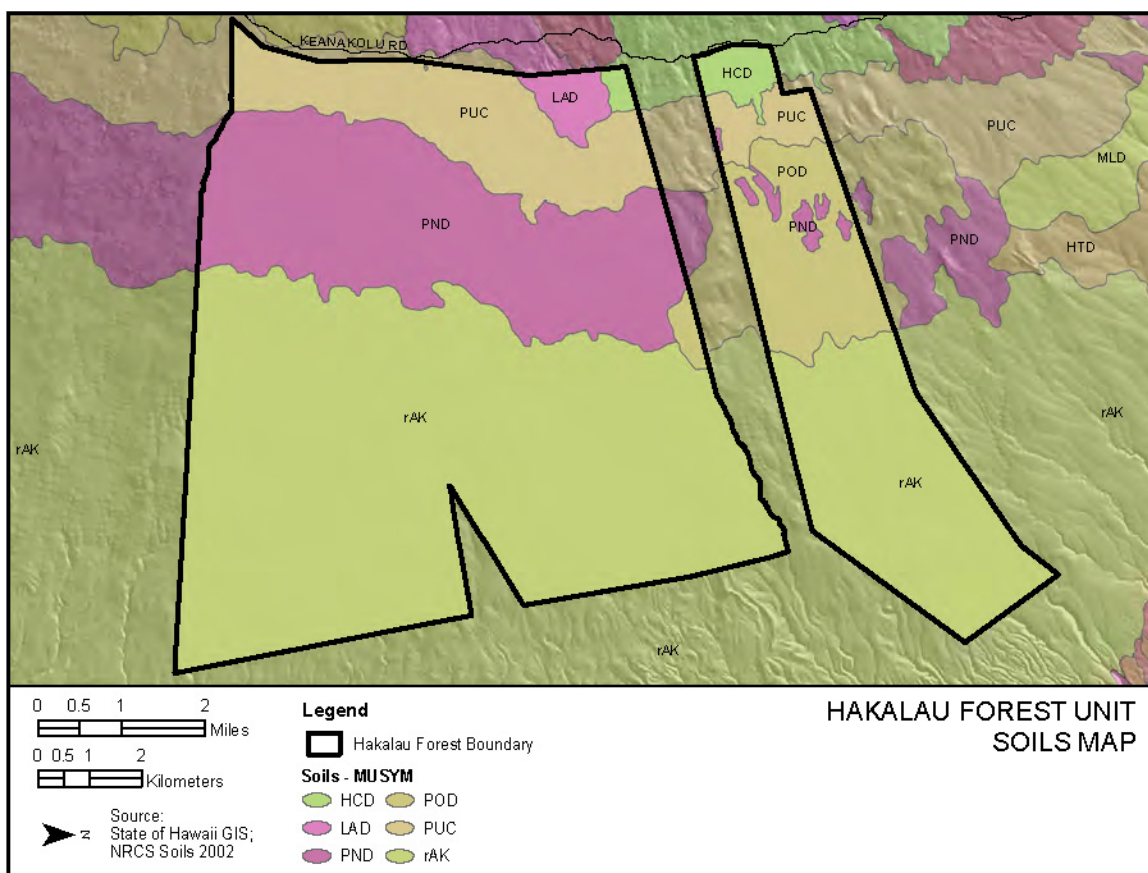 KEANAKOLU RD
HCD
LAD
PUC
PUC
PUC
MLD
POD
PND
PND
PND
HTD
rAK
rAK
rAK
rAK
rAK
0 0.5 1 2
Miles
0 0.5 1 2
Kilometers
N
Source:
State of Hawaii GIS;
NRCS Soils 2002
Legend
Hakalau Forest Boundary
Soils - MUSYM
HCD POD
LAD PUC
PND rAK
HAKALAU FOREST UNIT
SOILS MAP